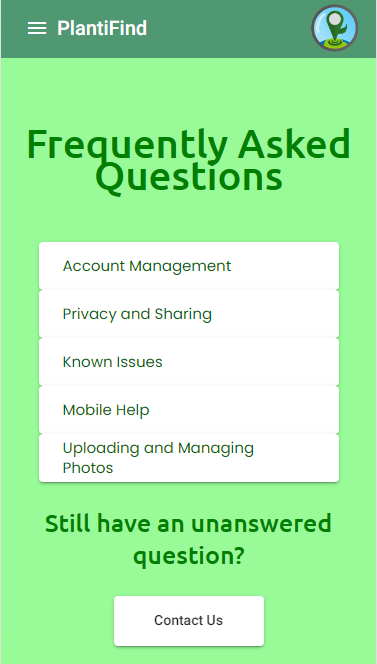 PlantiFind
Frequently Asked
Questions
Account Management
Privacy and Sharing
Known Issues
Mobile Help
Uploading and Managing
Photos
Still have an unanswered
question?
Contact Us